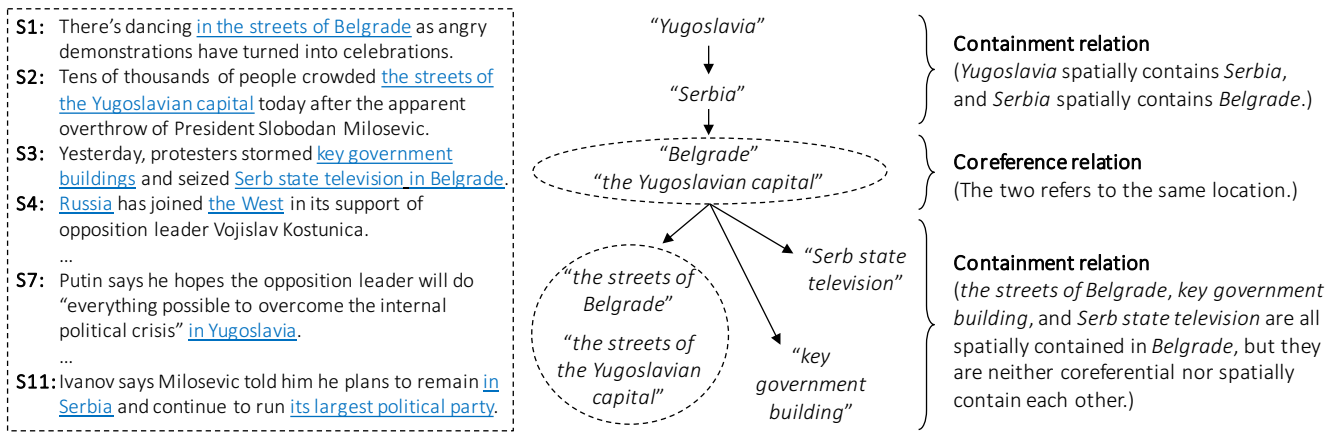 S1: There's dancing in the streets of Belgrade as angry
demonstrations have turned into celebrations.
S2: Tens of thousands of people crowded the streets of
the Yugoslavian capital today after the apparent
overthrow of President Slobodan Milosevic.
S3: Yesterday, protesters stormed key government
buildings and seized Serb state television in Belgrade.
S4: Russia has joined the West in its support of
opposition leader Vojislav Kostunica.
…
S7: Putin says he hopes the opposition leader will do
“everything possible to overcome the internal
political crisis” in Yugoslavia.
…
S11: Ivanov says Milosevic told him he plans to remain in
Serbia and continue to run its largest political party.
“Yugoslavia”
“Serbia”
“Belgrade”
“the Yugoslavian capital”
“the streets of
Belgrade”
“the streets of
the Yugoslavian
capital”
“Serb state
television”
“key
government
building”
Containment relation
(Yugoslavia spatially contains Serbia,
and Serbia spatially contains Belgrade.)
Coreference relation
(The two refers to the same location.)
Containment relation
(the streets of Belgrade, key government
building, and Serb state television are all
spatially contained in Belgrade, but they
are neither coreferential nor spatially
contain each other.)